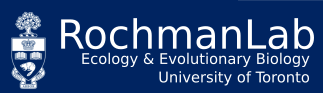 RochmanLab
Ecology & Evolutionary Biology
University of Toronto